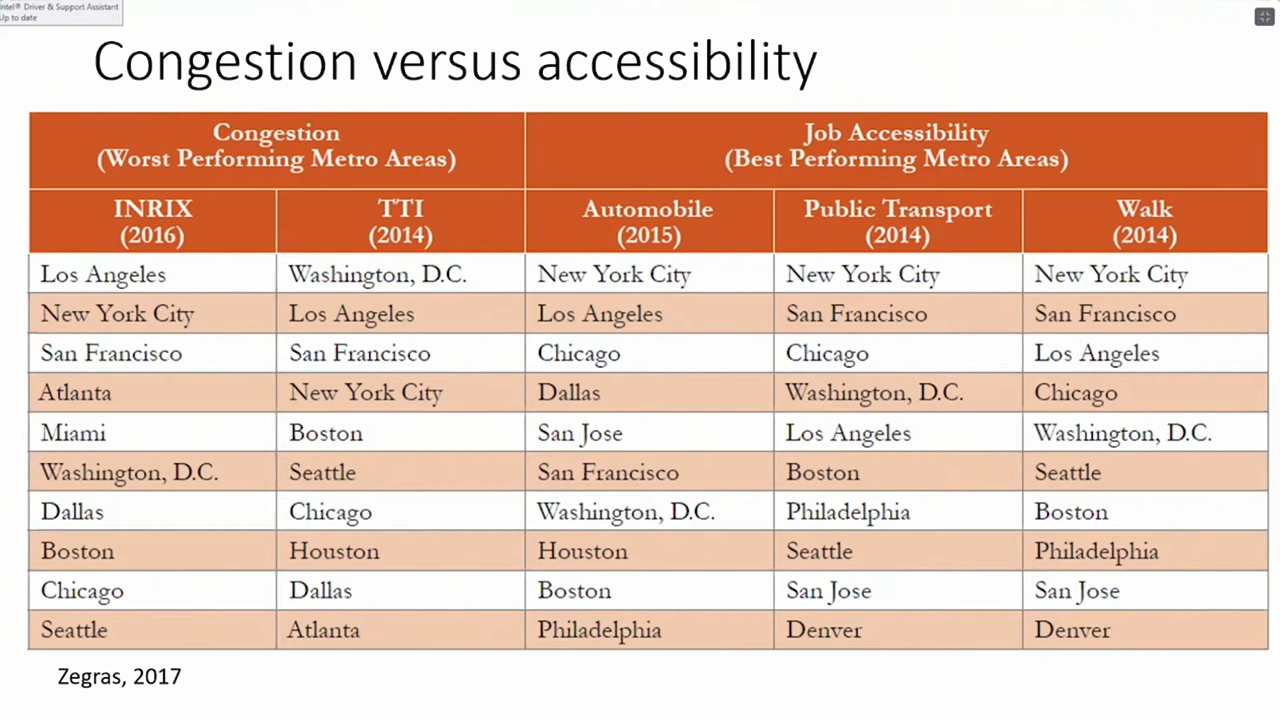 Intel® Driver & Support Assistant
Up to date
Congestion versus accessibility
Congestion
(Worst Performing Metro Areas)
Job Accessibility
(Best Performing Metro Areas)
INRIX
(2016)
TTI
(2014)
Automobile
(2015)
Public Transport
(2014)
Walk
(2014)
Los Angeles Washington, D.C. New York City New York City New York City
New York City Los Angeles Los Angeles San Francisco San Francisco
San Francisco San Francisco Chicago Chicago Los Angeles
Atlanta New York City Dallas Washington, D.C. Chicago
Miami Boston San Jose Los Angeles Washington, D.C.
Washington, D.C. Seattle San Francisco Boston Seattle
Dallas Chicago Washington, D.C. Philadelphia Boston
Boston Houston Houston Seattle Philadelphia
Chicago Dallas Boston San Jose San Jose
Seattle Atlanta Philadelphia Denver Denver
Zegras, 2017